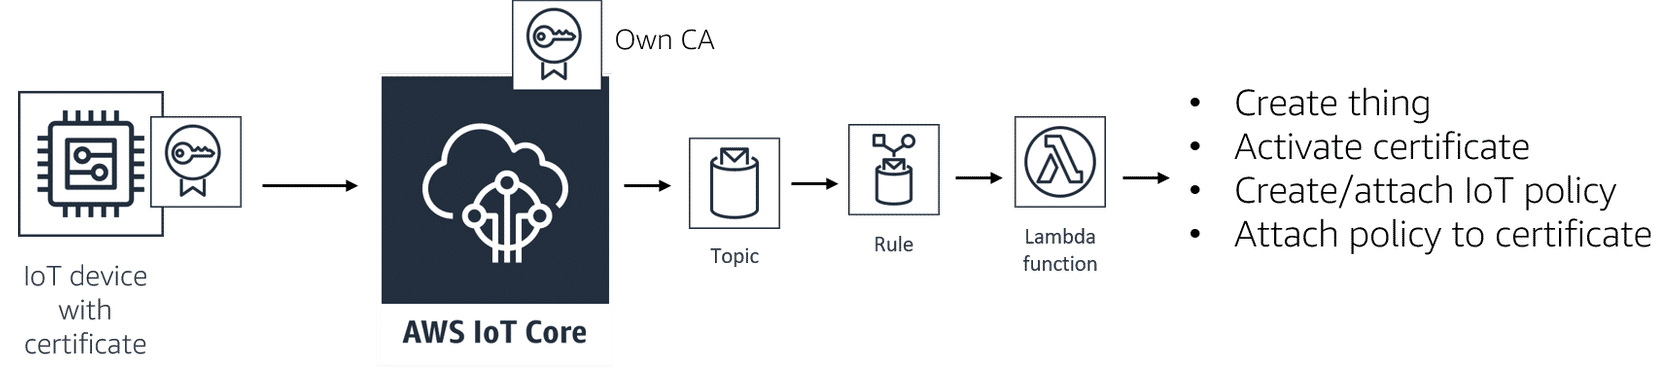 Own CA
IoT device
with
certificate
AWS IoT Core
Topic
Rule
Lambda
function
• Create thing
• Activate certificate
• Create/attach IoT policy
• Attach policy to certificate